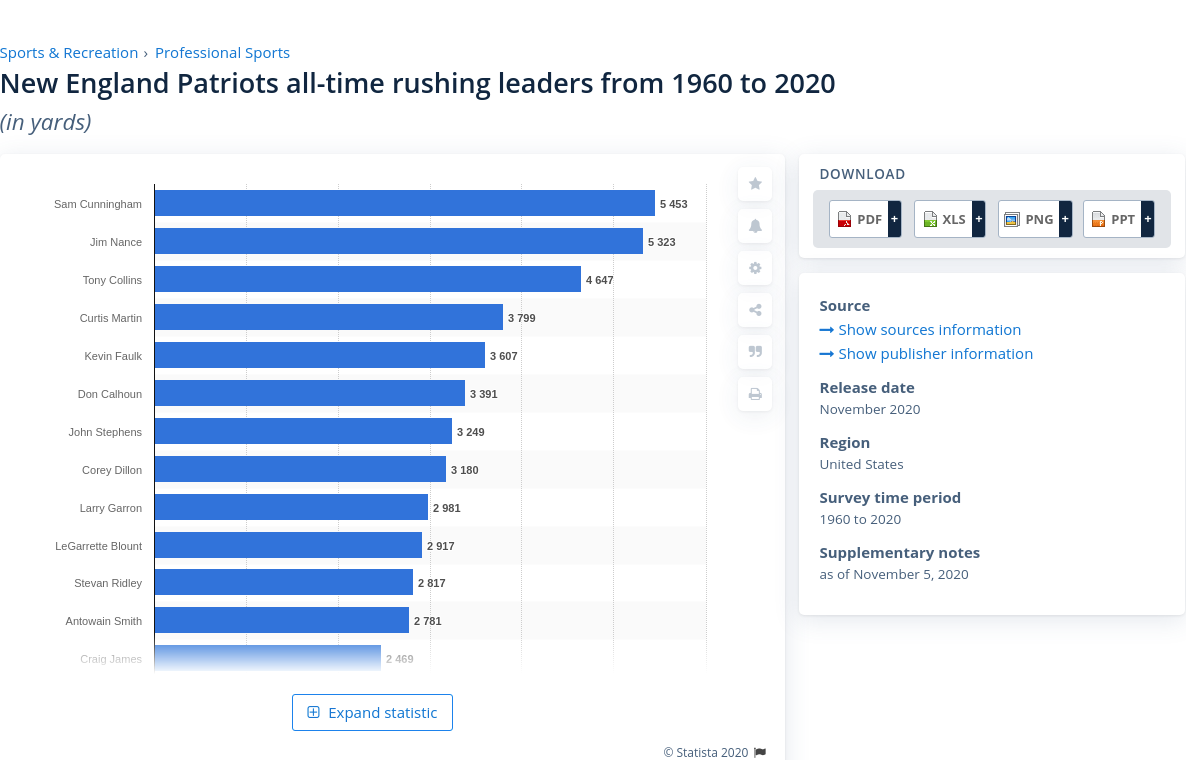 Sports & Recreation › Professional Sports
New England Patriots all-time rushing leaders from 1960 to 2020
(in yards)
Sam Cunningham 5 453
Jim Nance 5 323
Tony Collins 4 647
Curtis Martin 3 799
Kevin Faulk 3 607
Don Calhoun 3 391
John Stephens 3 249
Corey Dillon 3 180
Larry Garron 2 981
LeGarrette Blount 2 917
Stevan Ridley 2 817
Antowain Smith 2 781
Craig James 2 469
Expand statistic
© Statista 2020
DOWNLOAD
PDF + XLS + PNG + PPT +
Source
Show sources information
Show publisher information
Release date
November 2020
Region
United States
Survey time period
1960 to 2020
Supplementary notes
as of November 5, 2020